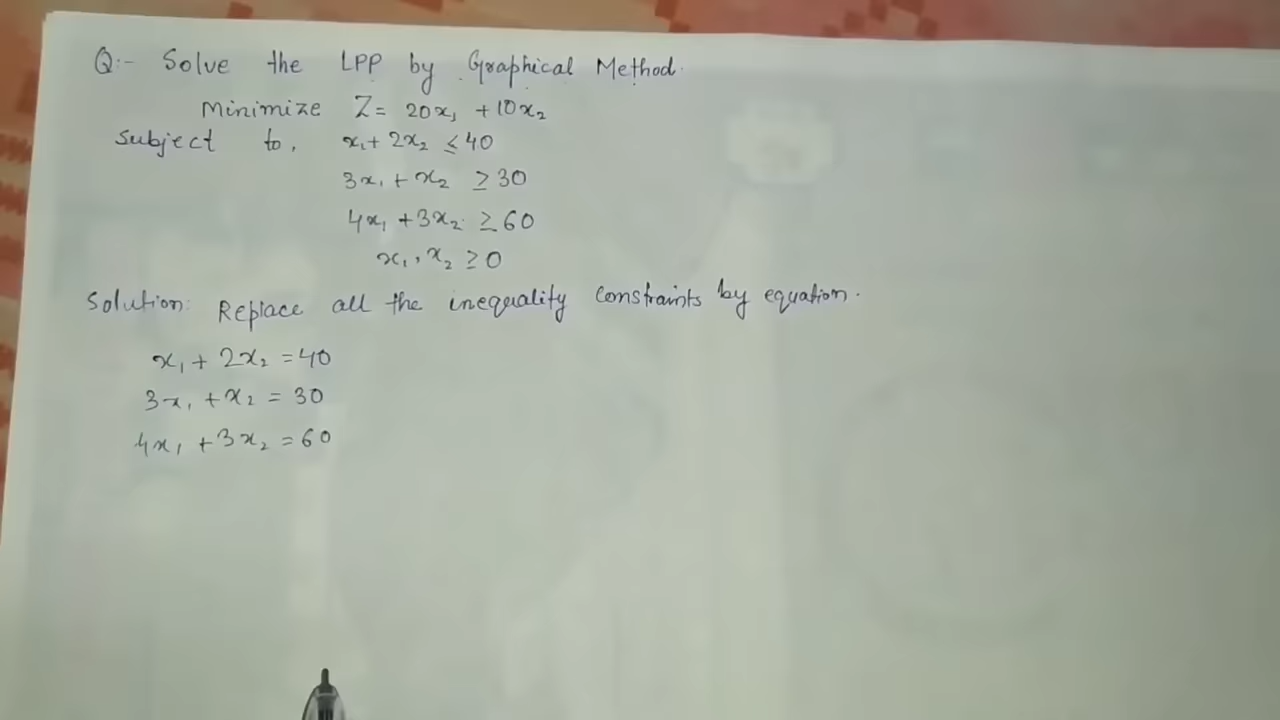 Q:- Solve the LPP by Graphical Method.
Minimize Z = 20x₁ + 10x₂
Subject to, x₁ + 2x₂ ≤ 40
3x₁ + x₂ ≥ 30
4x₁ + 3x₂ ≥ 60
x₁, x₂ ≥ 0
Solution: Replace all the inequality constraints by equation.
x₁ + 2x₂ = 40
3x₁ + x₂ = 30
4x₁ + 3x₂ = 60